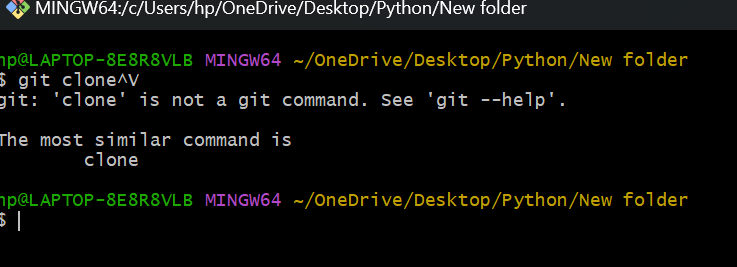 MINGW64:/c/Users/hp/OneDrive/Desktop/Python/New folder
hp@LAPTOP-8E8R8VLB MINGW64 ~/OneDrive/Desktop/Python/New folder
$ git clone^V
git: 'clone' is not a git command. See 'git --help'.
The most similar command is
clone
hp@LAPTOP-8E8R8VLB MINGW64 ~/OneDrive/Desktop/Python/New folder
$